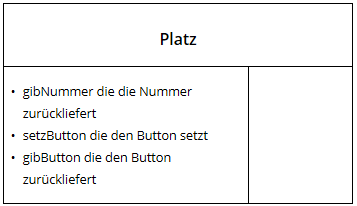 Platz
• gibNummer die die Nummer
zurückliefert
• setzButton die den Button setzt
• gibButton die den Button
zurückliefert